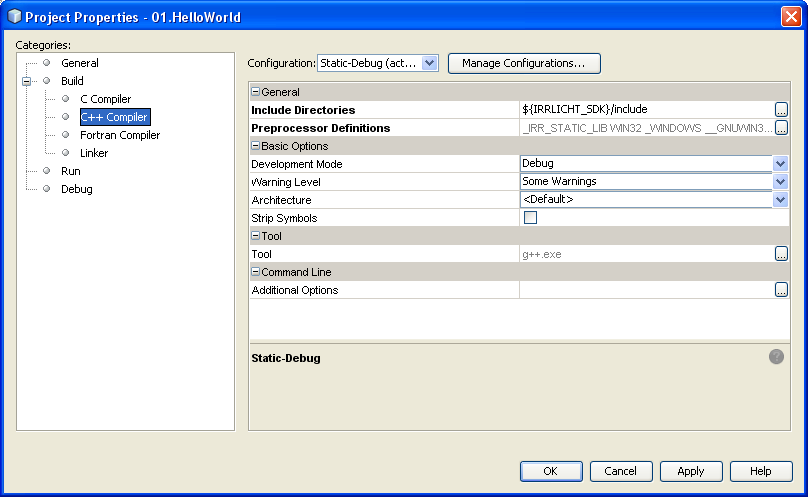 Project Properties - 01.HelloWorld
Categories:
General
Build
C Compiler
C++ Compiler
Fortran Compiler
Linker
Run
Debug
Configuration: Static-Debug (act... Manage Configurations...
General
Include Directories ${IRRLICHT_SDK}/include ...
Preprocessor Definitions _IRR_STATIC_LIB WIN32 _WINDOWS __GNUWIN3... ...
Basic Options
Development Mode Debug
Warning Level Some Warnings
Architecture <Default>
Strip Symbols
Tool
Tool g++.exe ...
Command Line
Additional Options ...
Static-Debug ?
OK Cancel Apply Help